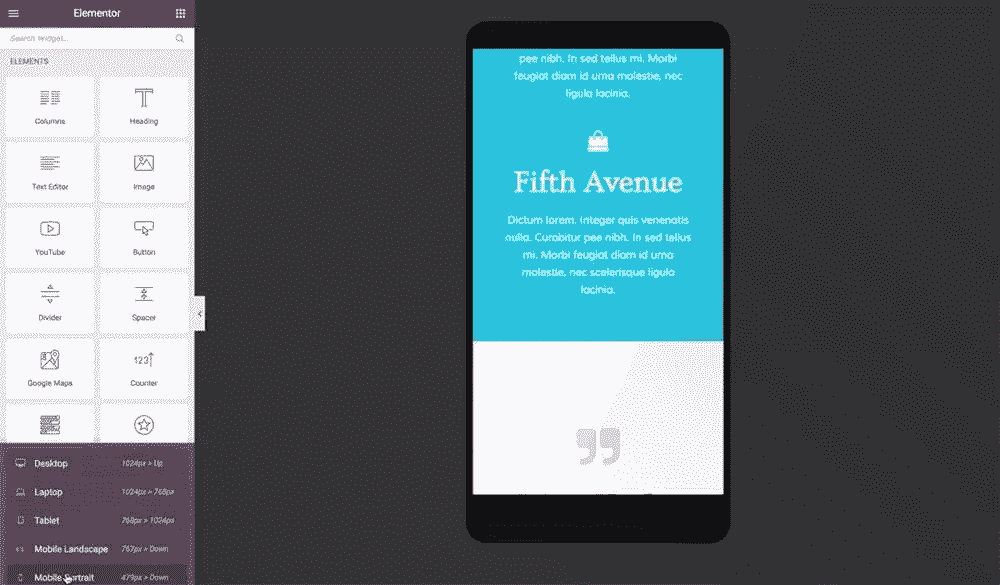 Elementor
Search Widget...
ELEMENTS
Columns
Heading
Text Editor
Image
YouTube
Button
Divider
Spacer
Google Maps
Counter
Desktop 1024px > Up
Laptop 1024px > 768px
Tablet 768px > 1024px
Mobile Landscape 767px > Down
Mobile Portrait 479px > Down
pee nibh. In sed tellus mi. Morbi
feugiat diam id urna molestie, nec
ligula lacinia.
Fifth Avenue
Dictum lorem. Integer quis venenatis
nulla. Curabitur pee nibh. In sed tellus
mi. Morbi feugiat diam id urna
molestie, nec scelerisque ligula
lacinia.